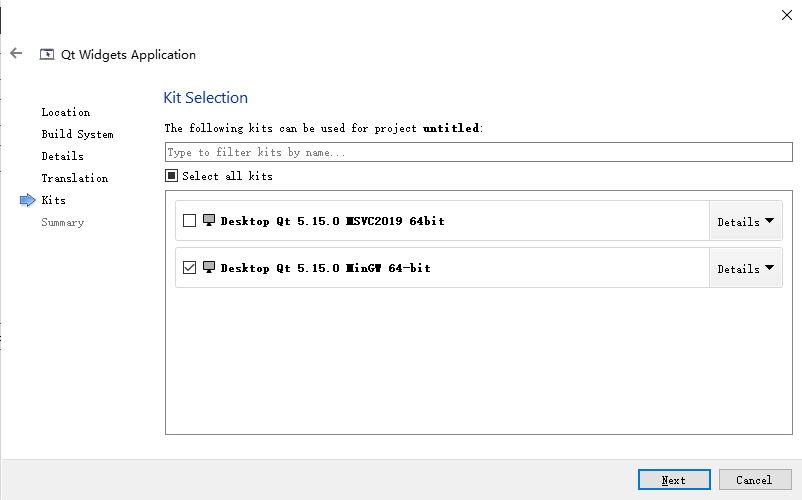 Qt Widgets Application
Location
Build System
Details
Translation
Kits
Summary
Kit Selection
The following kits can be used for project untitled:
Type to filter kits by name...
Select all kits
Desktop Qt 5.15.0 MSVC2019 64bit
Details
Desktop Qt 5.15.0 MinGW 64-bit
Details
Next
Cancel